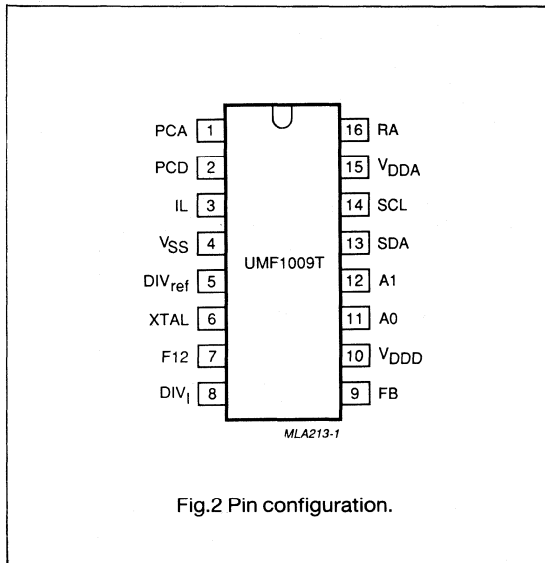 PCA 1 16 RA
PCD 2 15 VDDA
IL 3 14 SCL
VSS 4 13 SDA
UMF1009T
DIVref 5 12 A1
XTAL 6 11 A0
F12 7 10 VDDD
DIVI 8 9 FB
MLA213-1
Fig.2 Pin configuration.